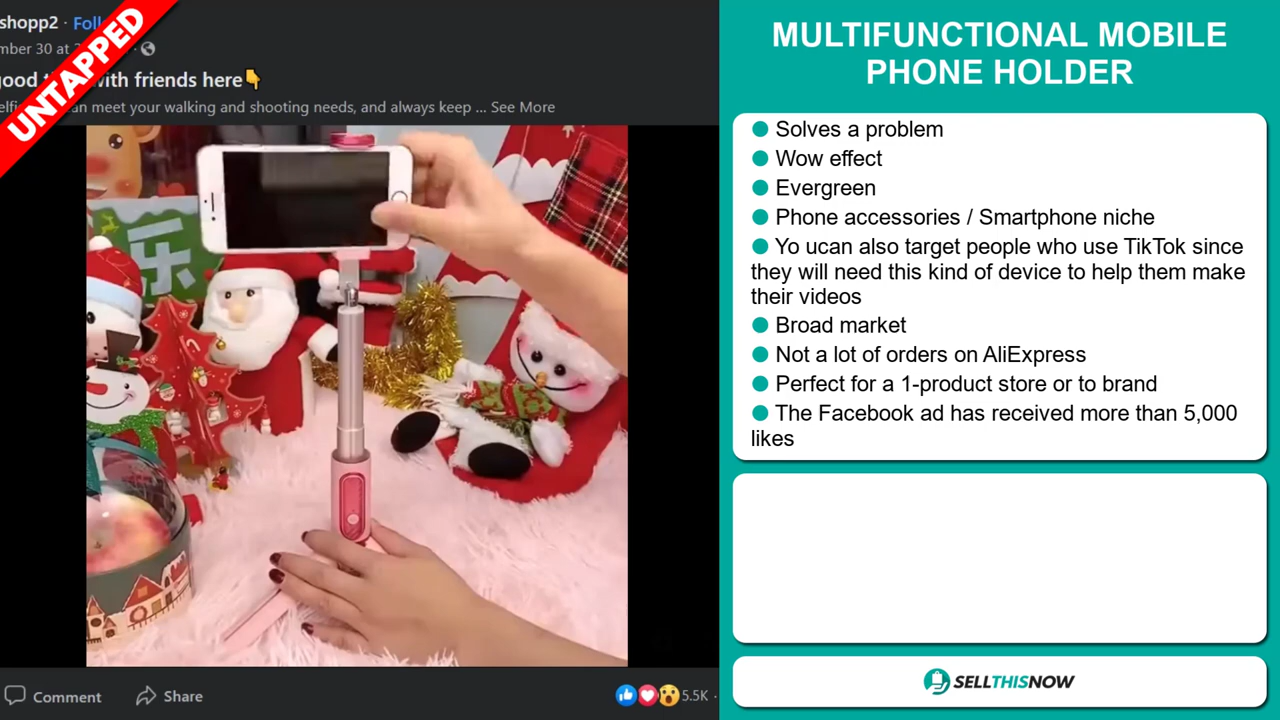 shopp2 · Foll
mber 30 at
UNTAPPED
good with friends here👇
an meet your walking and shooting needs, and always keep ... See More
乐
Comment
Share
5.5K ·
MULTIFUNCTIONAL MOBILE
PHONE HOLDER
Solves a problem
Wow effect
Evergreen
Phone accessories / Smartphone niche
Yo ucan also target people who use TikTok since
they will need this kind of device to help them make
their videos
Broad market
Not a lot of orders on AliExpress
Perfect for a 1-product store or to brand
The Facebook ad has received more than 5,000
likes
SELLTHISNOW